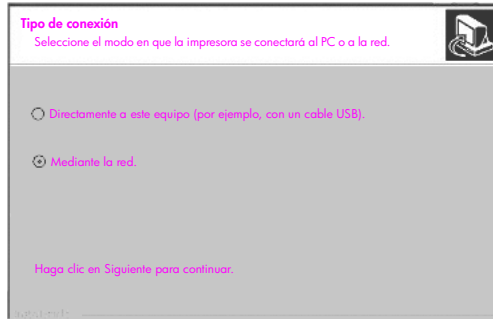 Tipo de conexión
Seleccione el modo en que la impresora se conectará al PC o a la red.
Directamente a este equipo (por ejemplo, con un cable USB).
Mediante la red.
Haga clic en Siguiente para continuar.